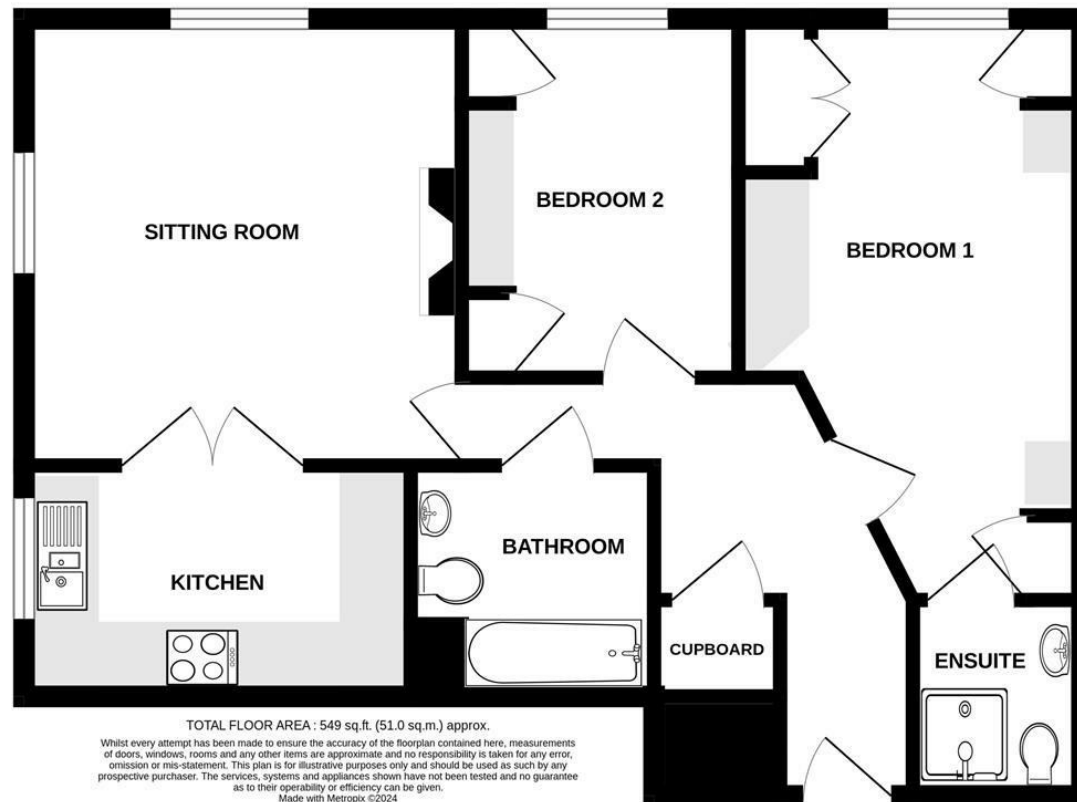 BEDROOM 2
SITTING ROOM
BEDROOM 1
BATHROOM
KITCHEN
CUPBOARD
ENSUITE
TOTAL FLOOR AREA : 549 sq.ft. (51.0 sq.m.) approx.
Whilst every attempt has been made to ensure the accuracy of the floorplan contained here, measurements
of doors, windows, rooms and any other items are approximate and no responsibility is taken for any error,
omission or mis-statement. This plan is for illustrative purposes only and should be used as such by any
prospective purchaser. The services, systems and appliances shown have not been tested and no guarantee
as to their operability or efficiency can be given.
Made with Metropix ©2024